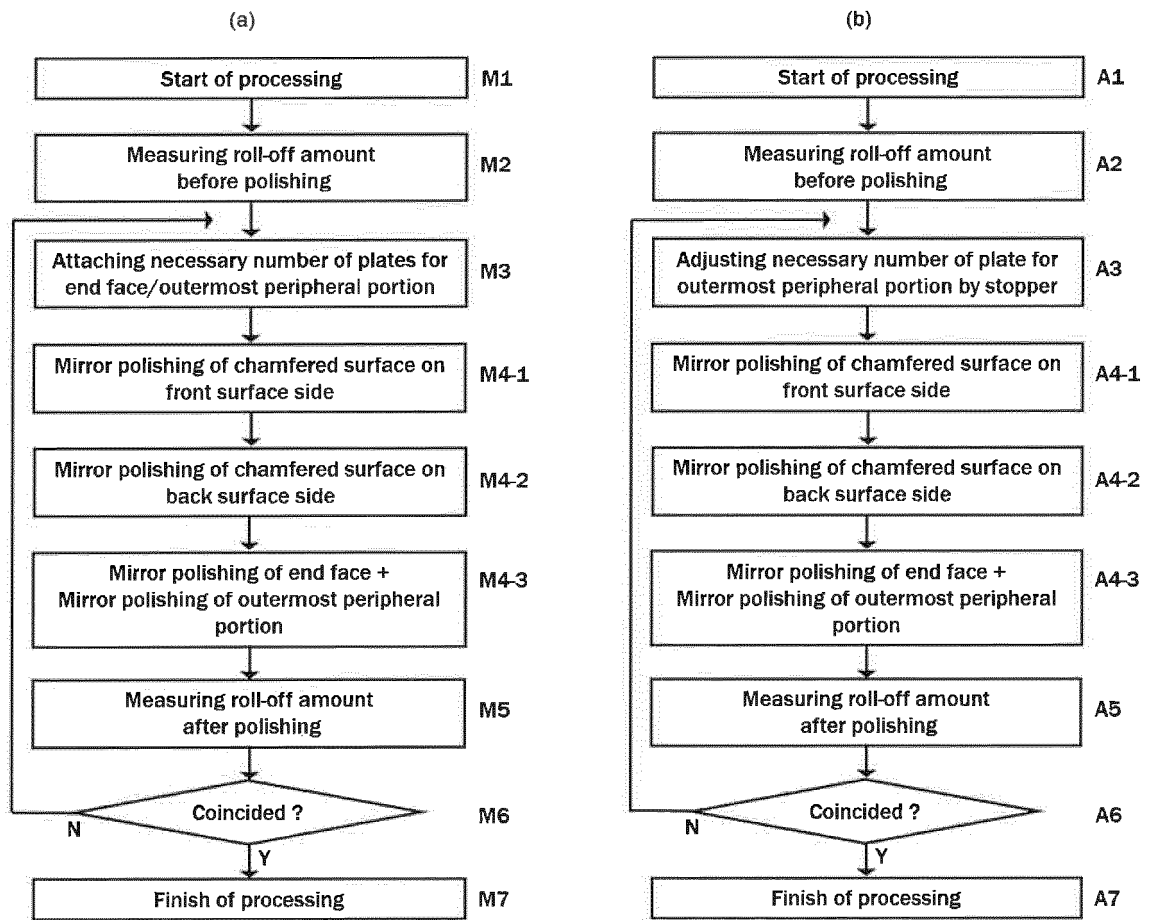 (a)
Start of processing
M1
Measuring roll-off amount
before polishing
M2
Attaching necessary number of plates for
end face/outermost peripheral portion
M3
Mirror polishing of chamfered surface on
front surface side
M4-1
Mirror polishing of chamfered surface on
back surface side
M4-2
Mirror polishing of end face +
Mirror polishing of outermost peripheral
portion
M4-3
Measuring roll-off amount
after polishing
M5
Coincided ?
M6
N
Y
Finish of processing
M7
(b)
Start of processing
A1
Measuring roll-off amount
before polishing
A2
Adjusting necessary number of plate for
outermost peripheral portion by stopper
A3
Mirror polishing of chamfered surface on
front surface side
A4-1
Mirror polishing of chamfered surface on
back surface side
A4-2
Mirror polishing of end face +
Mirror polishing of outermost peripheral
portion
A4-3
Measuring roll-off amount
after polishing
A5
Coincided ?
A6
N
Y
Finish of processing
A7